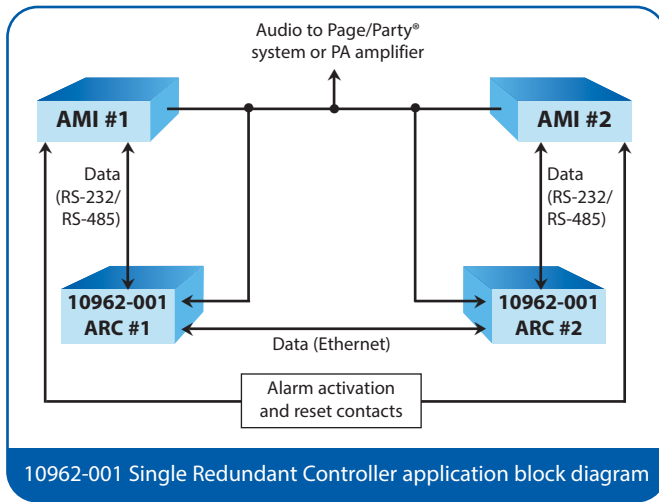 Audio to Page/Party®
system or PA amplifier
AMI #1
AMI #2
Data
(RS-232/
RS-485)
Data
(RS-232/
RS-485)
10962-001
ARC #1
10962-001
ARC #2
Data (Ethernet)
Alarm activation
and reset contacts
10962-001 Single Redundant Controller application block diagram